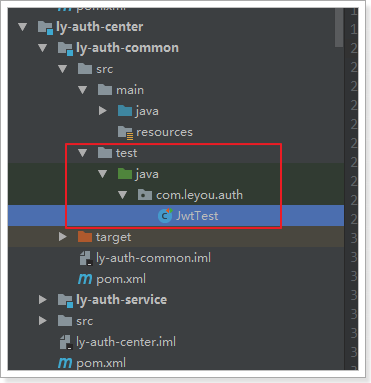 pom.xml
ly-auth-center
ly-auth-common
src
main
java
resources
test
java
com.leyou.auth
JwtTest
target
ly-auth-common.iml
pom.xml
ly-auth-service
src
ly-auth-center.iml
pom.xml